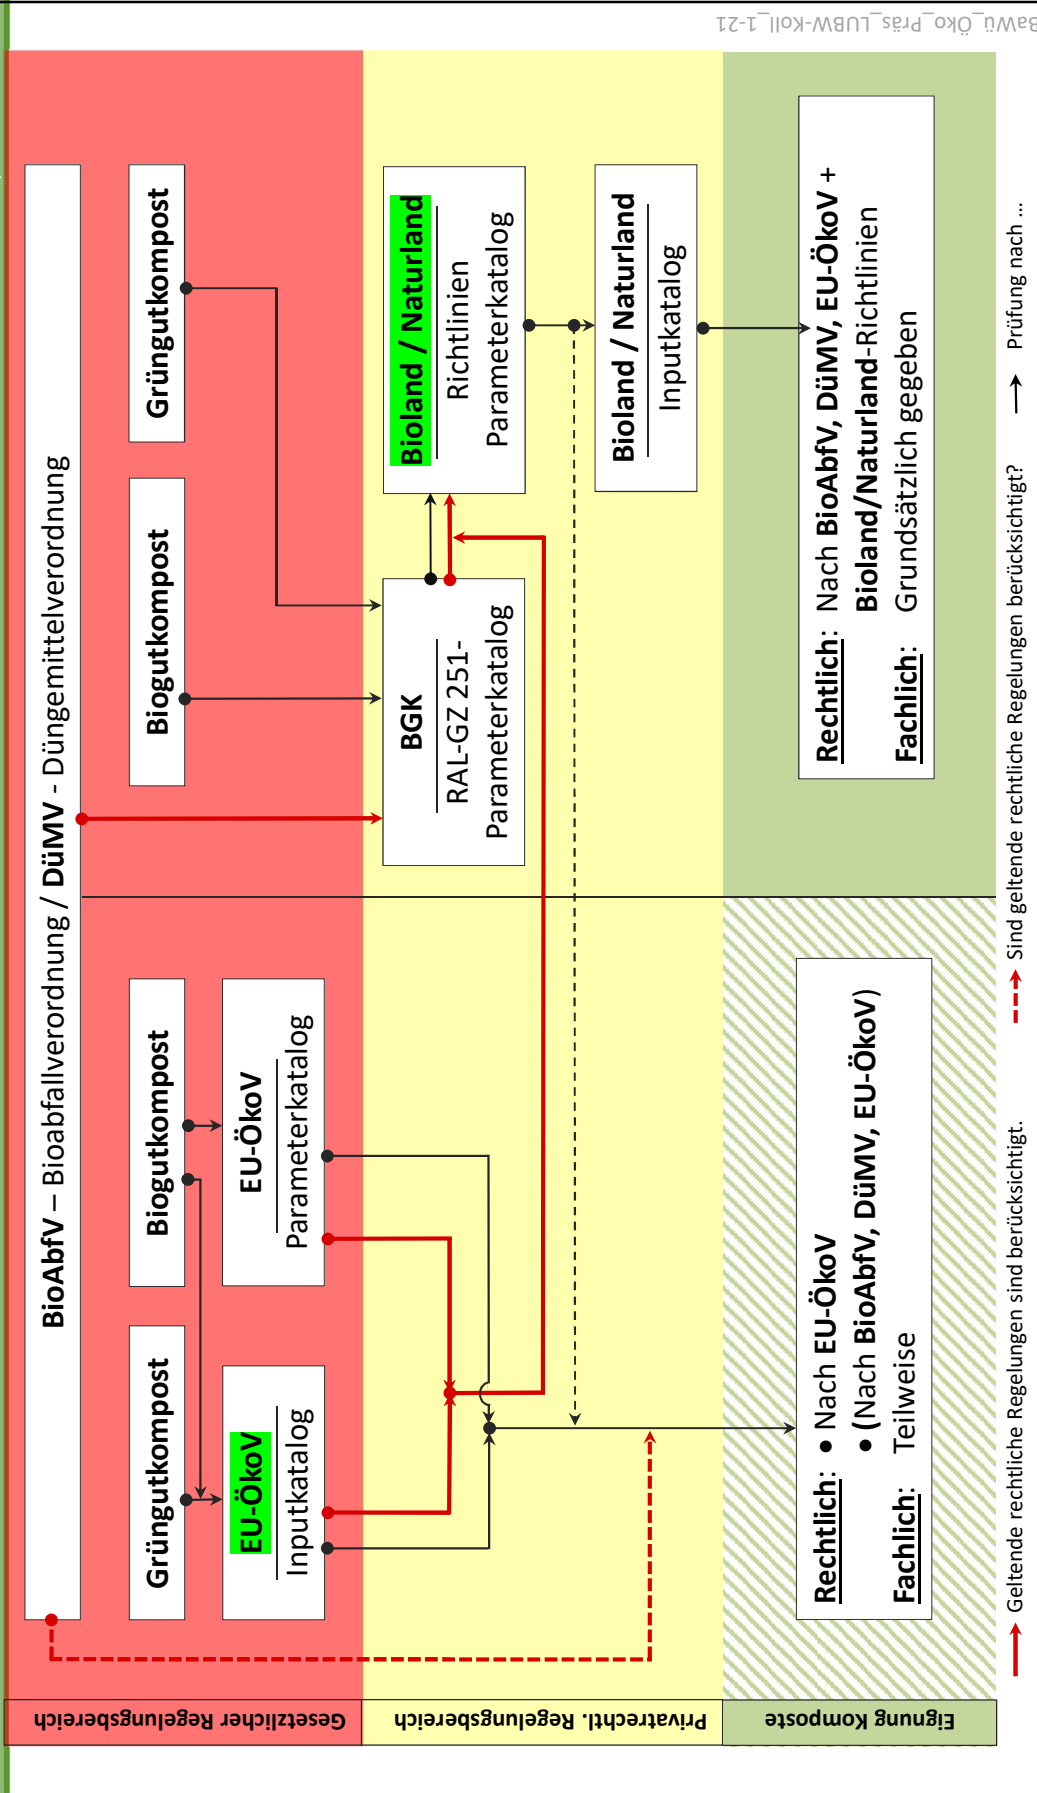 BaWü_Öko_Präs_LUBW-Koll_1-21
Gesetzlicher Regelungsbereich
BioAbfV – Bioabfallverordnung / DüMV - Düngemittelverordnung
Grüngutkompost
Biogutkompost
Biogutkompost
Grüngutkompost
EU-ÖkoV
Inputkatalog
EU-ÖkoV
Parameterkatalog
Privatrechtl. Regelungsbereich
BGK
RAL-GZ 251-
Parameterkatalog
Bioland / Naturland
Richtlinien
Parameterkatalog
Bioland / Naturland
Inputkatalog
Eignung Komposte
Rechtlich: • Nach EU-ÖkoV
• (Nach BioAbfV, DüMV, EU-ÖkoV)
Fachlich: Teilweise
Rechtlich: Nach BioAbfV, DüMV, EU-ÖkoV +
Bioland/Naturland-Richtlinien
Fachlich: Grundsätzlich gegeben
Geltende rechtliche Regelungen sind berücksichtigt.
Sind geltende rechtliche Regelungen berücksichtigt?
Prüfung nach ...